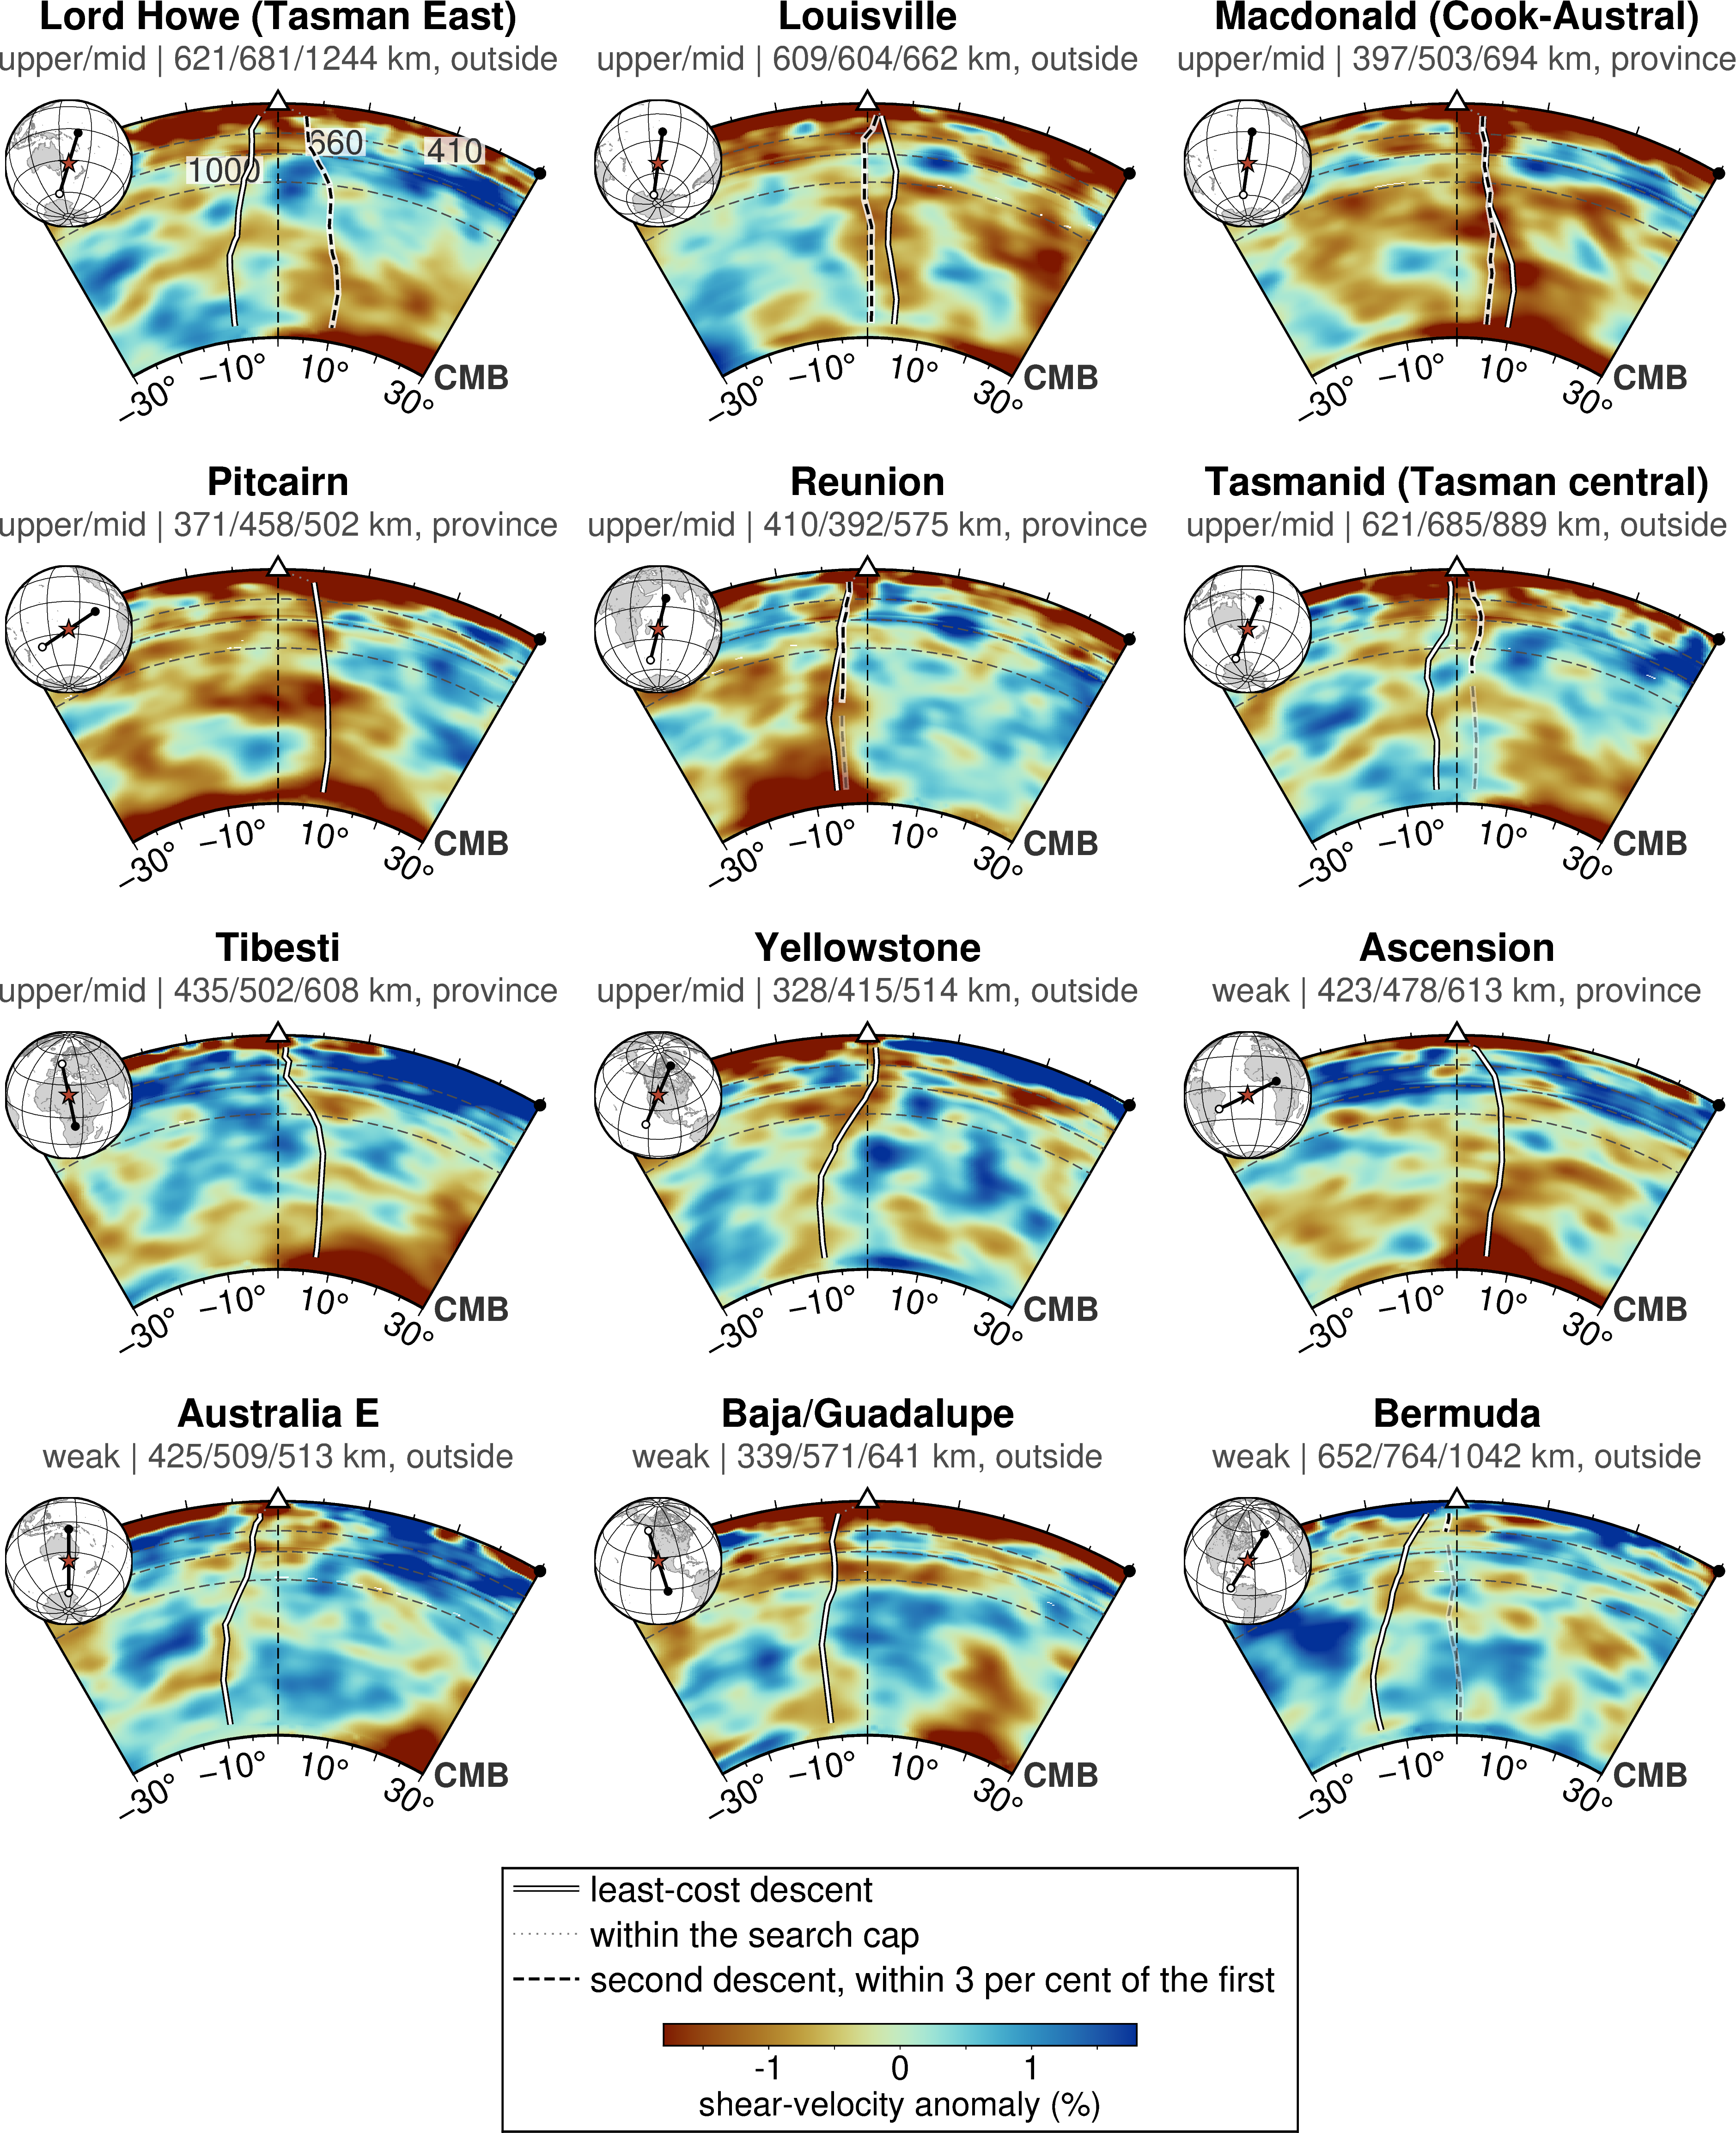 Lord Howe (Tasman East)
upper/mid | 621/681/1244 km, outside
1000
660
410
−30°
−10°
10°
30°
CMB
Louisville
upper/mid | 609/604/662 km, outside
−30°
−10°
10°
30°
CMB
Macdonald (Cook-Austral)
upper/mid | 397/503/694 km, province
−30°
−10°
10°
30°
CMB
Pitcairn
upper/mid | 371/458/502 km, province
−30°
−10°
10°
30°
CMB
Reunion
upper/mid | 410/392/575 km, province
−30°
−10°
10°
30°
CMB
Tasmanid (Tasman central)
upper/mid | 621/685/889 km, outside
−30°
−10°
10°
30°
CMB
Tibesti
upper/mid | 435/502/608 km, province
−30°
−10°
10°
30°
CMB
Yellowstone
upper/mid | 328/415/514 km, outside
−30°
−10°
10°
30°
CMB
Ascension
weak | 423/478/613 km, province
−30°
−10°
10°
30°
CMB
Australia E
weak | 425/509/513 km, outside
−30°
−10°
10°
30°
CMB
Baja/Guadalupe
weak | 339/571/641 km, outside
−30°
−10°
10°
30°
CMB
Bermuda
weak | 652/764/1042 km, outside
−30°
−10°
10°
30°
CMB
least-cost descent
within the search cap
second descent, within 3 per cent of the first
-1 0 1
shear-velocity anomaly (%)